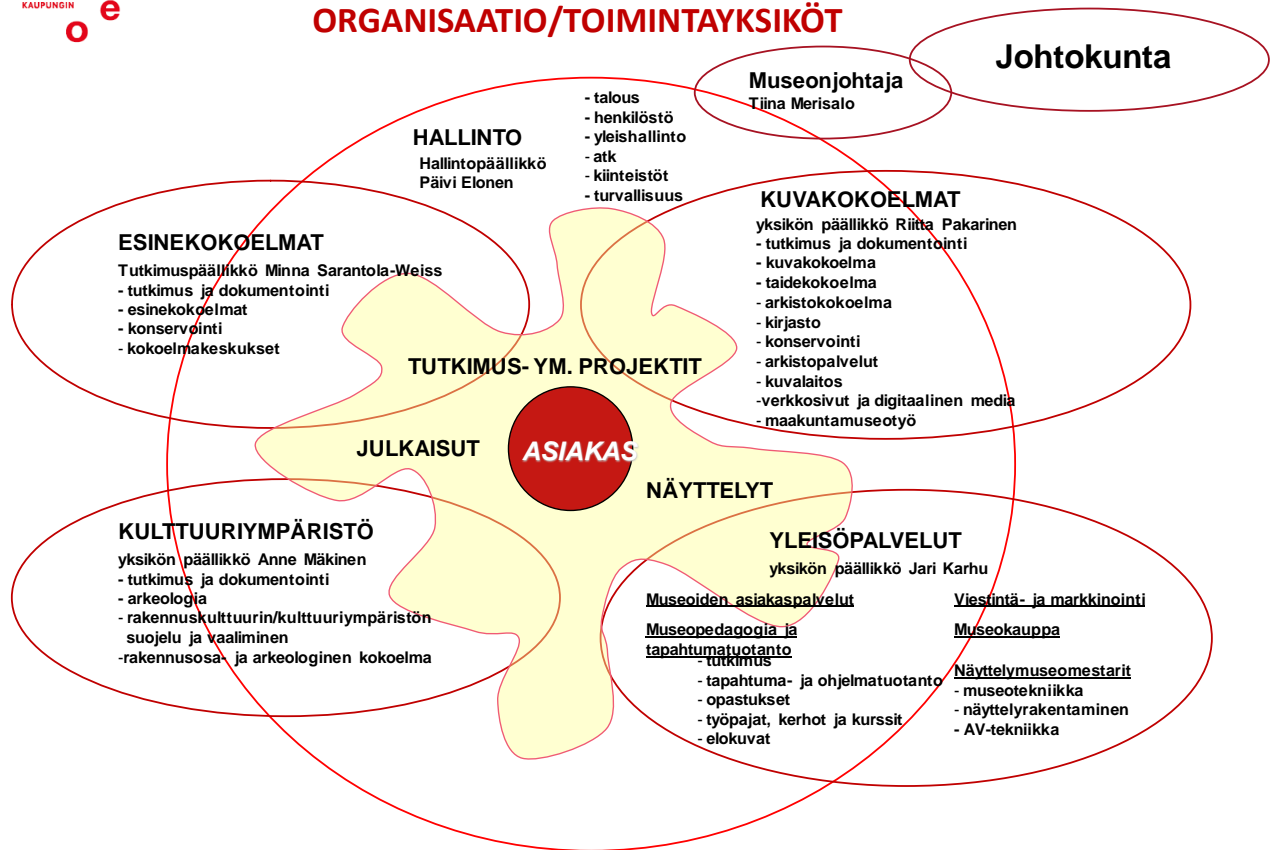 KAUPUNGIN
e
o
ORGANISAATIO/TOIMINTAYKSIKÖT
Johtokunta
Museonjohtaja
Tiina Merisalo
HALLINTO
Hallintopäällikkö
Päivi Elonen
- talous
- henkilöstö
- yleishallinto
- atk
- kiinteistöt
- turvallisuus
ESINEKOKOELMAT
Tutkimuspäällikkö Minna Sarantola-Weiss
- tutkimus ja dokumentointi
- esinekokoelmat
- konservointi
- kokoelmakeskukset
KUVAKOKOELMAT
yksikön päällikkö Riitta Pakarinen
- tutkimus ja dokumentointi
- kuvakokoelma
- taidekokoelma
- arkistokokoelma
- kirjasto
- konservointi
- arkistopalvelut
- kuvalaitos
-verkkosivut ja digitaalinen media
- maakuntamuseotyö
TUTKIMUS- YM. PROJEKTIT
JULKAISUT
ASIAKAS
NÄYTTELYT
KULTTUURIYMPÄRISTÖ
yksikön päällikkö Anne Mäkinen
- tutkimus ja dokumentointi
- arkeologia
- rakennuskulttuurin/kulttuuriympäristön
suojelu ja vaaliminen
-rakennusosa- ja arkeologinen kokoelma
YLEISÖPALVELUT
yksikön päällikkö Jari Karhu
Museoiden asiakaspalvelut
Museopedagogia ja
tapahtumatuotanto
- tutkimus
- tapahtuma- ja ohjelmatuotanto
- opastukset
- työpajat, kerhot ja kurssit
- elokuvat
Viestintä- ja markkinointi
Museokauppa
Näyttelymuseomestarit
- museotekniikka
- näyttelyrakentaminen
- AV-tekniikka